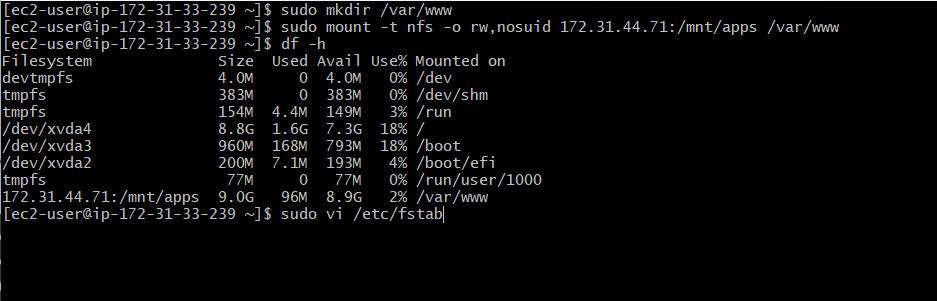 [ec2-user@ip-172-31-33-239 ~]$ sudo mkdir /var/www
[ec2-user@ip-172-31-33-239 ~]$ sudo mount -t nfs -o rw,nosuid 172.31.44.71:/mnt/apps /var/www
[ec2-user@ip-172-31-33-239 ~]$ df -h
Filesystem              Size  Used Avail Use% Mounted on
devtmpfs                4.0M     0  4.0M   0% /dev
tmpfs                   383M     0  383M   0% /dev/shm
tmpfs                   154M  4.4M  149M   3% /run
/dev/xvda4              8.8G  1.6G  7.3G  18% /
/dev/xvda3              960M  168M  793M  18% /boot
/dev/xvda2              200M  7.1M  193M   4% /boot/efi
tmpfs                    77M     0   77M   0% /run/user/1000
172.31.44.71:/mnt/apps  9.0G   96M  8.9G   2% /var/www
[ec2-user@ip-172-31-33-239 ~]$ sudo vi /etc/fstab